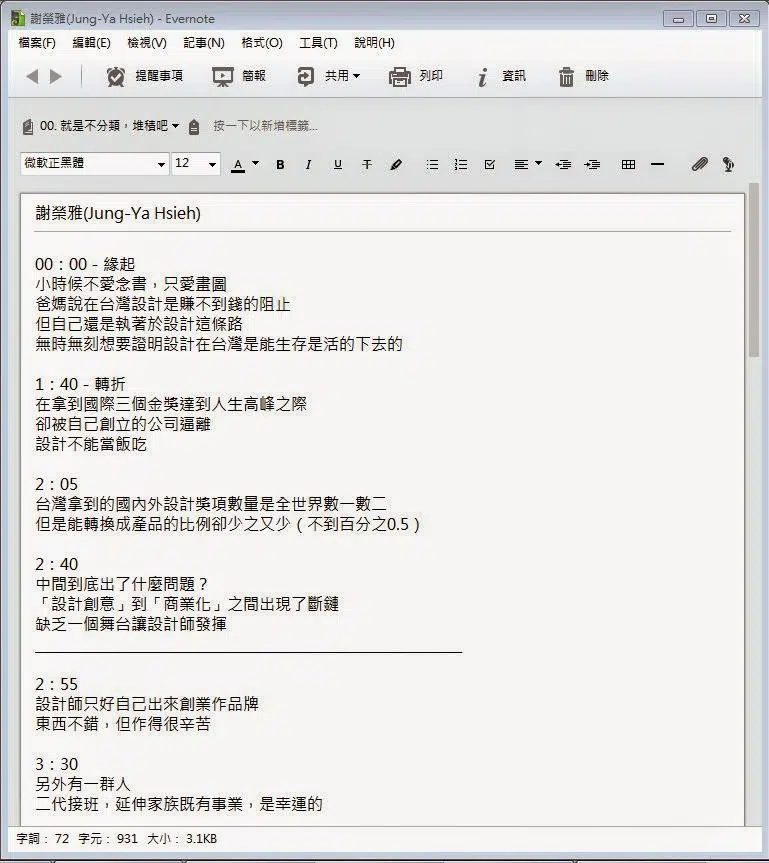 謝榮雅(Jung-Ya Hsieh) - Evernote
檔案(F) 編輯(E) 檢視(V) 記事(N) 格式(O) 工具(T) 說明(H)
提醒事項 簡報 共用 列印 資訊 刪除
00. 就是不分類，堆積吧 按一下以新增標籤...
微軟正黑體 12 A B I U T
謝榮雅(Jung-Ya Hsieh)
00：00 - 緣起
小時候不愛念書，只愛畫圖
爸媽說在台灣設計是賺不到錢的阻止
但自己還是執著於設計這條路
無時無刻想要證明設計在台灣是能生存是活的下去的
1：40 - 轉折
在拿到國際三個金獎達到人生高峰之際
卻被自己創立的公司逼離
設計不能當飯吃
2：05
台灣拿到的國內外設計獎項數量是全世界數一數二
但是能轉換成產品的比例卻少之又少（不到百分之0.5）
2：40
中間到底出了什麼問題？
「設計創意」到「商業化」之間出現了斷鏈
缺乏一個舞台讓設計師發揮
2：55
設計師只好自己出來創業作品牌
東西不錯，但作得很辛苦
3：30
另外有一群人
二代接班，延伸家族既有事業，是幸運的
字詞： 72 字元： 931 大小： 3.1KB